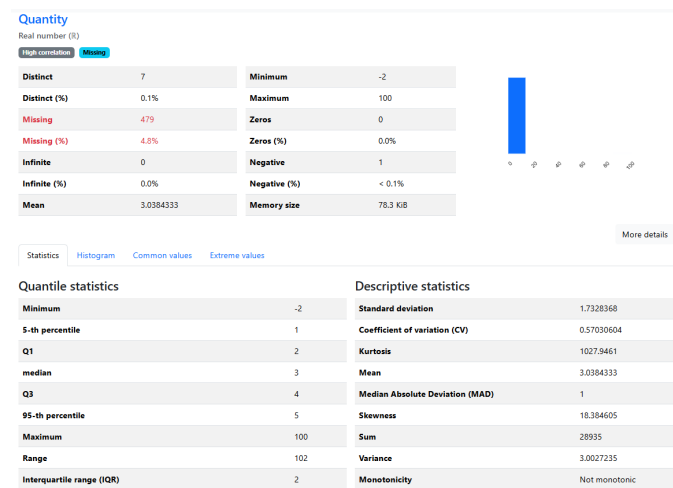 Quantity
Real number (ℝ)
High correlation Missing
Distinct 7 Minimum -2
Distinct (%) 0.1% Maximum 100
Missing 479 Zeros 0
Missing (%) 4.8% Zeros (%) 0.0%
Infinite 0 Negative 1
Infinite (%) 0.0% Negative (%) < 0.1%
Mean 3.0384333 Memory size 78.3 KiB
0 20 40 60 80 100
More details
Statistics Histogram Common values Extreme values
Quantile statistics Descriptive statistics
Minimum -2 Standard deviation 1.7328368
5-th percentile 1 Coefficient of variation (CV) 0.57030604
Q1 2 Kurtosis 1027.9461
median 3 Mean 3.0384333
Q3 4 Median Absolute Deviation (MAD) 1
95-th percentile 5 Skewness 18.384605
Maximum 100 Sum 28935
Range 102 Variance 3.0027235
Interquartile range (IQR) 2 Monotonicity Not monotonic